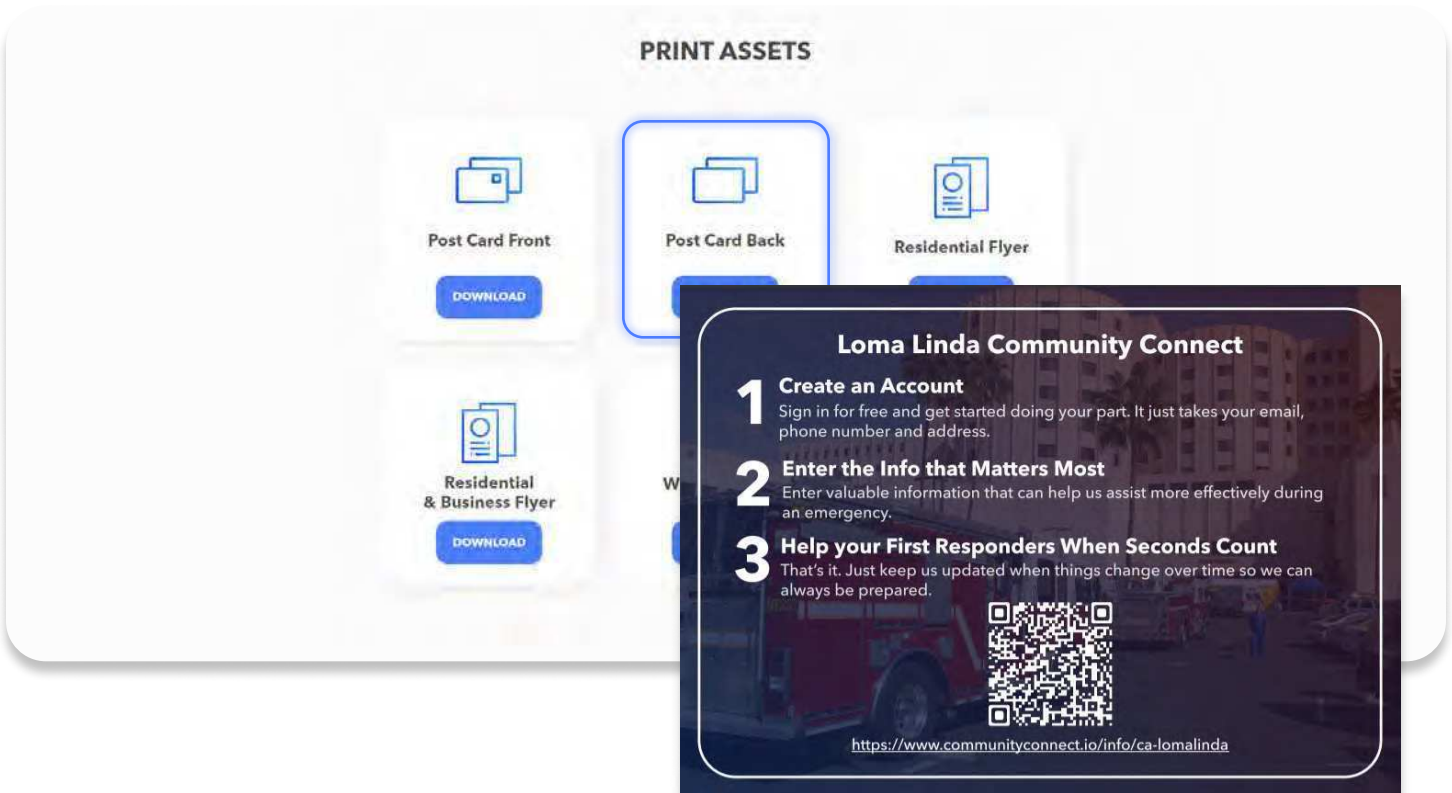 PRINT ASSETS
Post Card Front
Post Card Back
Residential Flyer
DOWNLOAD
Residential
& Business Flyer
DOWNLOAD
Loma Linda Community Connect
1 Create an Account
Sign in for free and get started doing your part. It just takes your email,
phone number and address.
2 Enter the Info that Matters Most
Enter valuable information that can help us assist more effectively during
an emergency.
3 Help your First Responders When Seconds Count
That's it. Just keep us updated when things change over time so we can
always be prepared.
https://www.communityconnect.io/info/ca-lomalinda